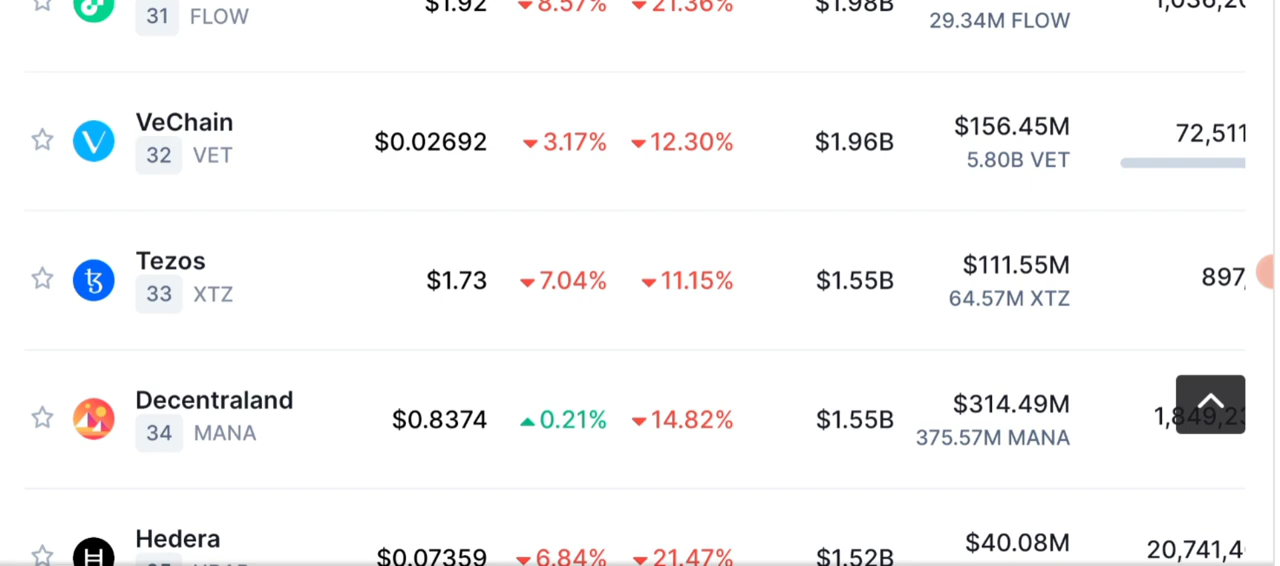 $1.92 8.57% 21.36% $1.98B
31 FLOW 29.34M FLOW
VeChain $0.02692 3.17% 12.30% $1.96B $156.45M 72,511
32 VET 5.80B VET
Tezos $1.73 7.04% 11.15% $1.55B $111.55M 897,
33 XTZ 64.57M XTZ
Decentraland $0.8374 0.21% 14.82% $1.55B $314.49M
34 MANA 375.57M MANA
Hedera $0.07359 6.84% 21.47% $1.52B $40.08M 20,741,4